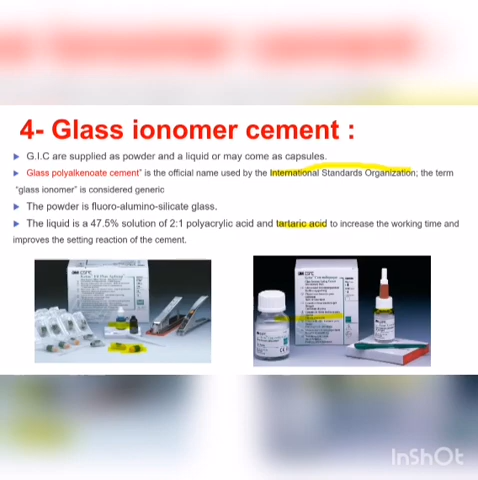 4- Glass ionomer cement :
G.I.C are supplied as powder and a liquid or may come as capsules.
Glass polyalkenoate cement” is the official name used by the International Standards Organization; the term
“glass ionomer” is considered generic
The powder is fluoro-alumino-silicate glass.
The liquid is a 47.5% solution of 2:1 polyacrylic acid and tartaric acid to increase the working time and
improves the setting reaction of the cement.
3M ESPE
3M ESPE
InShOt